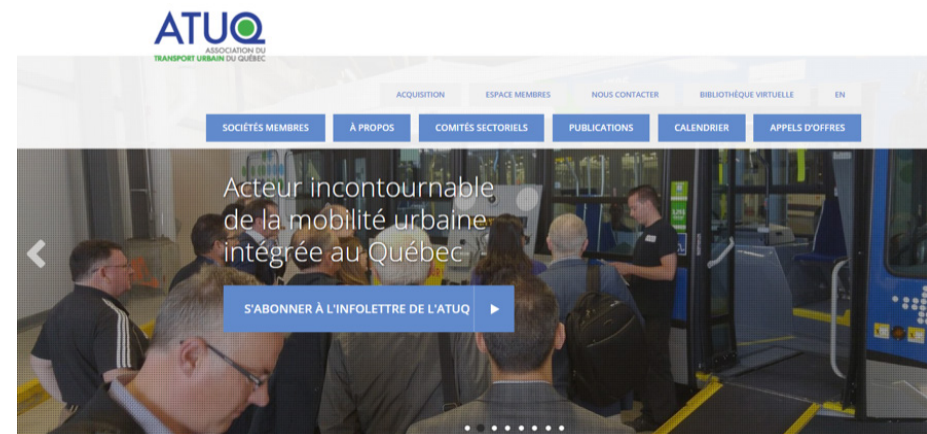 ATUQ
ASSOCIATION DU
TRANSPORT URBAIN DU QUÉBEC
ACQUISITION ESPACE MEMBRES NOUS CONTACTER BIBLIOTHÈQUE VIRTUELLE EN
SOCIÉTÉS MEMBRES À PROPOS COMITÉS SECTORIELS PUBLICATIONS CALENDRIER APPELS D'OFFRES
Acteur incontournable
de la mobilité urbaine
intégrée au Québec
S'ABONNER À L'INFOLETTRE DE L'ATUQ